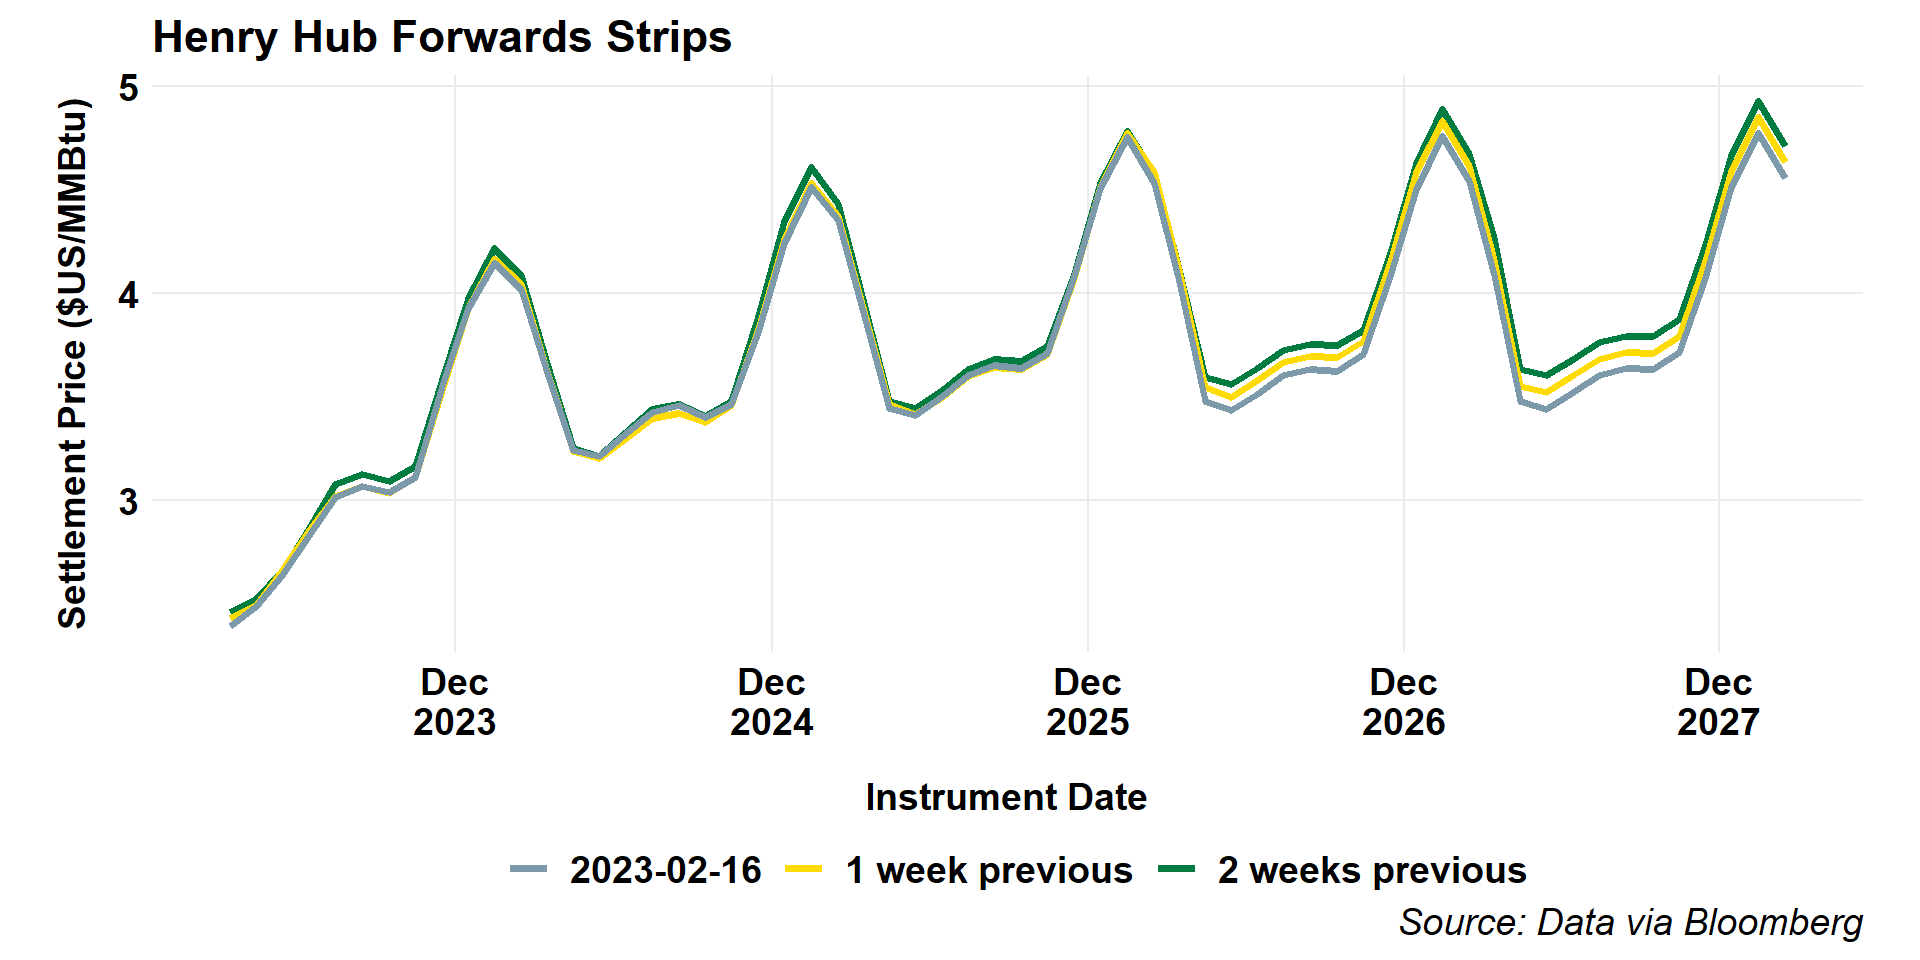 Henry Hub Forwards Strips
Settlement Price ($US/MMBtu)
5
4
3
Dec
2023
Dec
2024
Dec
2025
Dec
2026
Dec
2027
Instrument Date
2023-02-16
1 week previous
2 weeks previous
Source: Data via Bloomberg